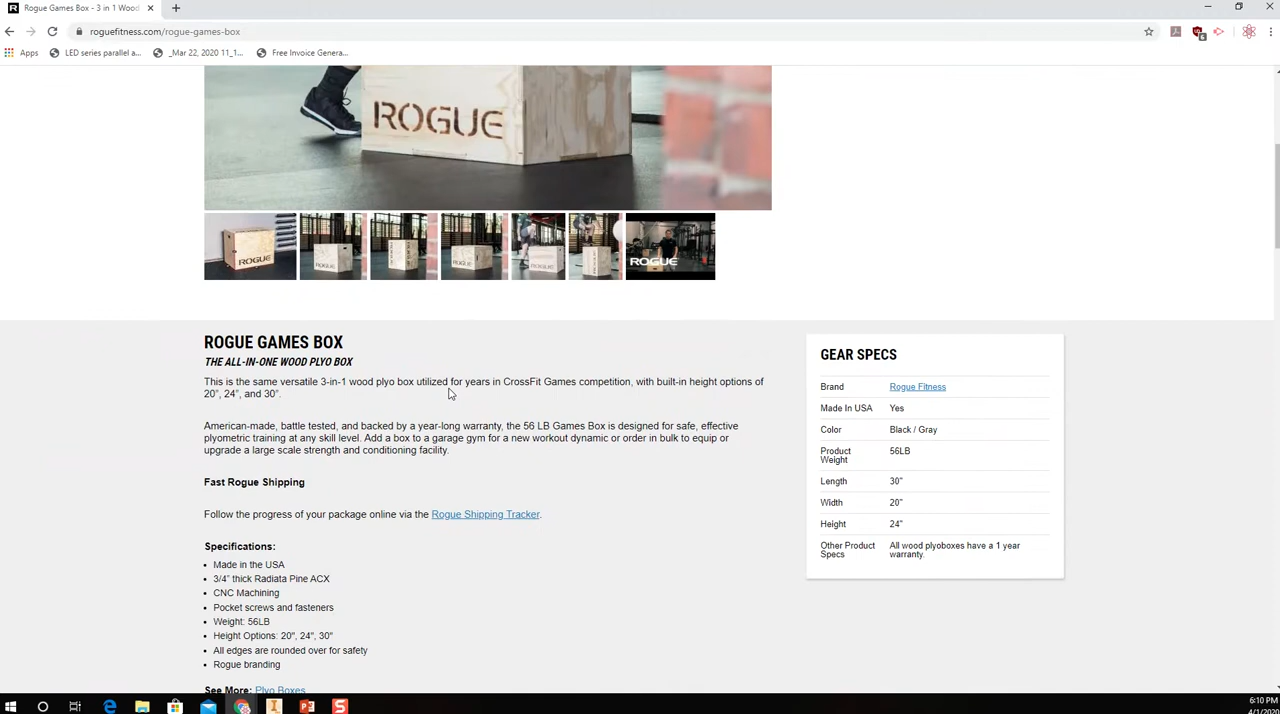 Rogue Games Box - 3 in 1 Wood
roguefitness.com/rogue-games-box
Apps LED series parallel a... _Mar 22, 2020 11_1... Free Invoice Genera...
ROGUE
ROGUE
ROGUE
ROGUE
ROGUE GAMES BOX
THE ALL-IN-ONE WOOD PLYO BOX
This is the same versatile 3-in-1 wood plyo box utilized for years in CrossFit Games competition, with built-in height options of
20", 24", and 30".
American-made, battle tested, and backed by a year-long warranty, the 56 LB Games Box is designed for safe, effective
plyometric training at any skill level. Add a box to a garage gym for a new workout dynamic or order in bulk to equip or
upgrade a large scale strength and conditioning facility.
Fast Rogue Shipping
Follow the progress of your package online via the Rogue Shipping Tracker.
Specifications:
• Made in the USA
• 3/4" thick Radiata Pine ACX
• CNC Machining
• Pocket screws and fasteners
• Weight: 56LB
• Height Options: 20", 24", 30"
• All edges are rounded over for safety
• Rogue branding
See More: Plyo Boxes
GEAR SPECS
Brand Rogue Fitness
Made In USA Yes
Color Black / Gray
Product
Weight 56LB
Length 30"
Width 20"
Height 24"
Other Product All wood plyoboxes have a 1 year
Specs warranty.
6:10 PM
4/1/2020